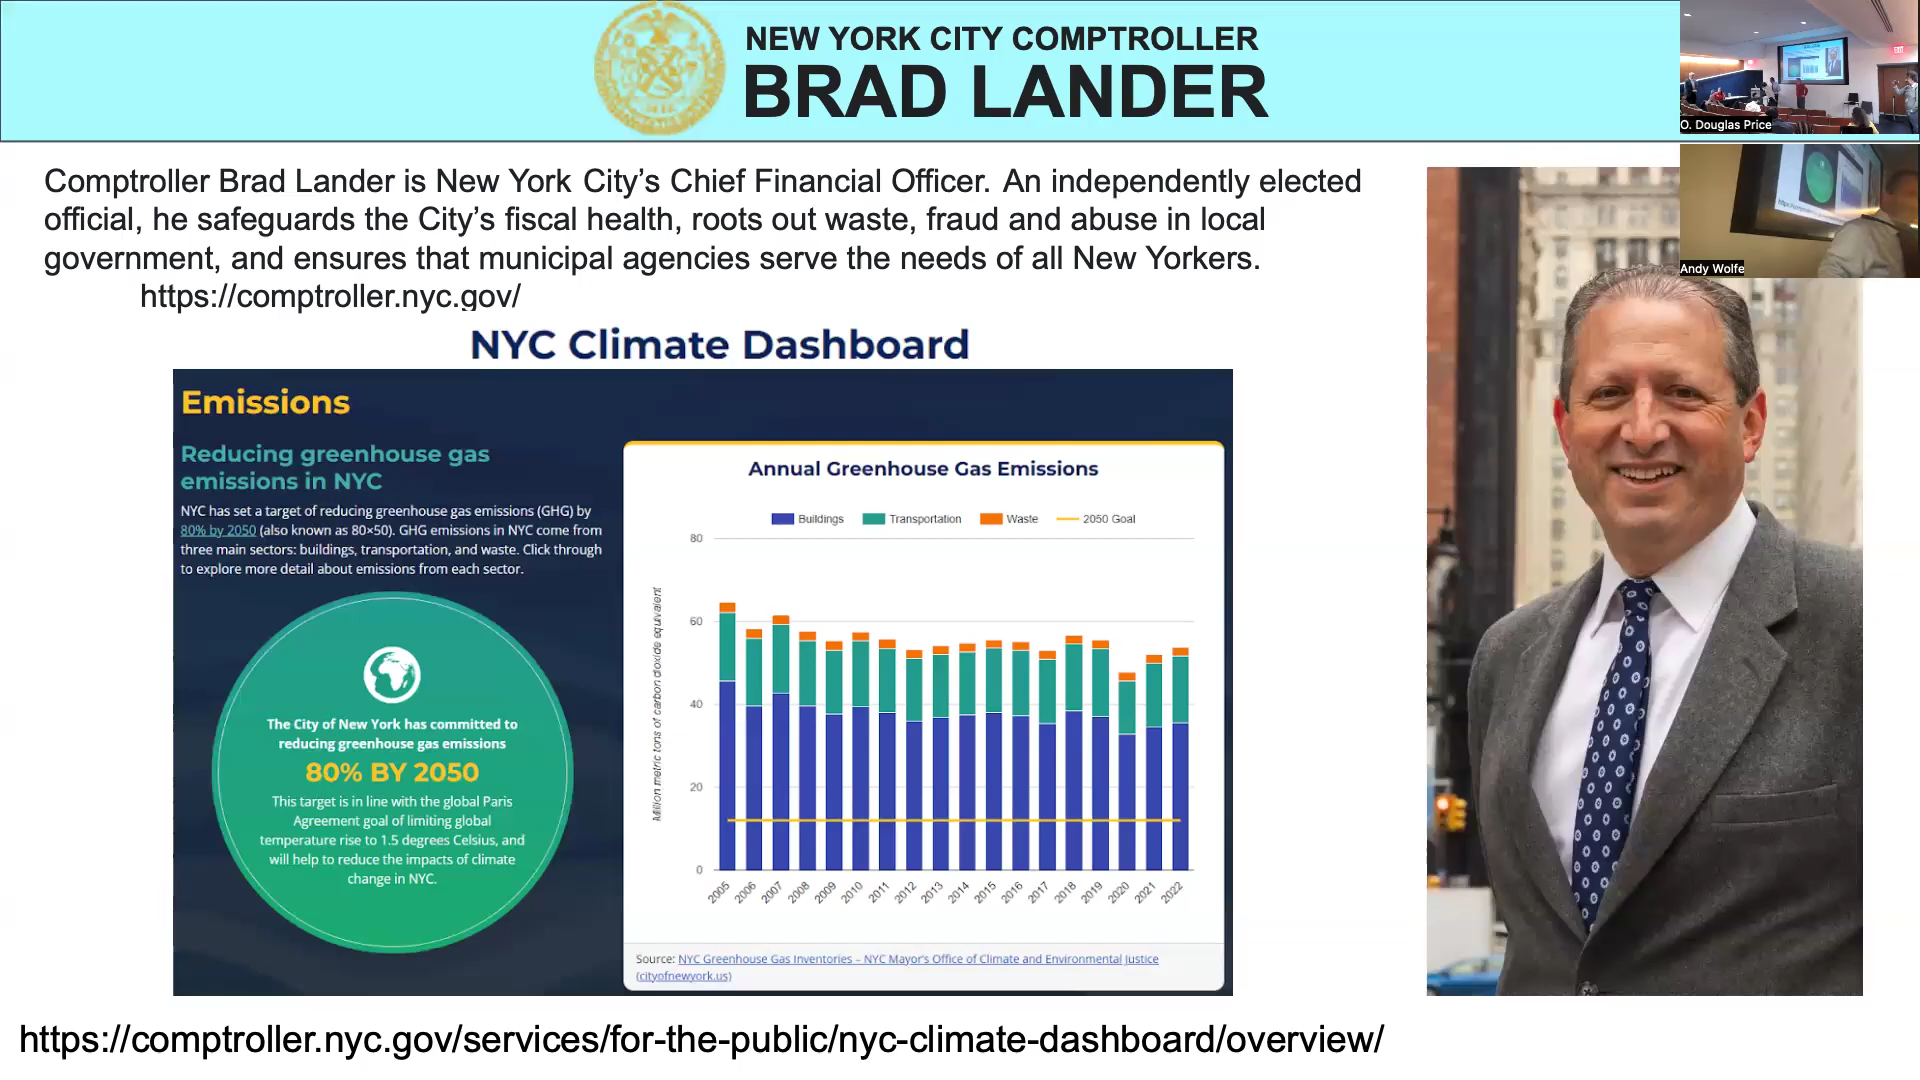 NEW YORK CITY COMPTROLLER
BRAD LANDER
O. Douglas Price
Andy Wolfe
Comptroller Brad Lander is New York City’s Chief Financial Officer. An independently elected
official, he safeguards the City’s fiscal health, roots out waste, fraud and abuse in local
government, and ensures that municipal agencies serve the needs of all New Yorkers.
https://comptroller.nyc.gov/
NYC Climate Dashboard
Emissions
Reducing greenhouse gas
emissions in NYC
NYC has set a target of reducing greenhouse gas emissions (GHG) by
80% by 2050 (also known as 80×50). GHG emissions in NYC come from
three main sectors: buildings, transportation, and waste. Click through
to explore more detail about emissions from each sector.
The City of New York has committed to
reducing greenhouse gas emissions
80% BY 2050
This target is in line with the global Paris
Agreement goal of limiting global
temperature rise to 1.5 degrees Celsius, and
will help to reduce the impacts of climate
change in NYC.
Annual Greenhouse Gas Emissions
Buildings Transportation Waste 2050 Goal
Million metric tons of carbon dioxide equivalent
80
60
40
20
0
2005 2006 2007 2008 2009 2010 2011 2012 2013 2014 2015 2016 2017 2018 2019 2020 2021 2022
Source: NYC Greenhouse Gas Inventories – NYC Mayor's Office of Climate and Environmental Justice
(cityofnewyork.us)
https://comptroller.nyc.gov/services/for-the-public/nyc-climate-dashboard/overview/